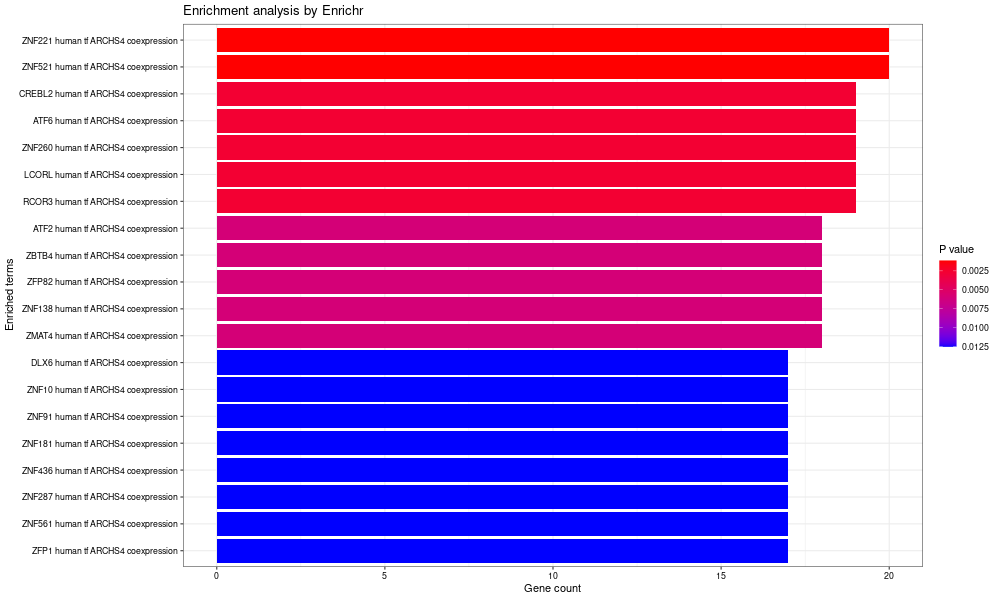 Enrichment analysis by Enrichr
Enriched terms
ZNF221 human tf ARCHS4 coexpression
ZNF521 human tf ARCHS4 coexpression
CREBL2 human tf ARCHS4 coexpression
ATF6 human tf ARCHS4 coexpression
ZNF260 human tf ARCHS4 coexpression
LCORL human tf ARCHS4 coexpression
RCOR3 human tf ARCHS4 coexpression
ATF2 human tf ARCHS4 coexpression
ZBTB4 human tf ARCHS4 coexpression
ZFP82 human tf ARCHS4 coexpression
ZNF138 human tf ARCHS4 coexpression
ZMAT4 human tf ARCHS4 coexpression
DLX6 human tf ARCHS4 coexpression
ZNF10 human tf ARCHS4 coexpression
ZNF91 human tf ARCHS4 coexpression
ZNF181 human tf ARCHS4 coexpression
ZNF436 human tf ARCHS4 coexpression
ZNF287 human tf ARCHS4 coexpression
ZNF561 human tf ARCHS4 coexpression
ZFP1 human tf ARCHS4 coexpression
0 5 10 15 20
Gene count
P value
0.0025
0.0050
0.0075
0.0100
0.0125